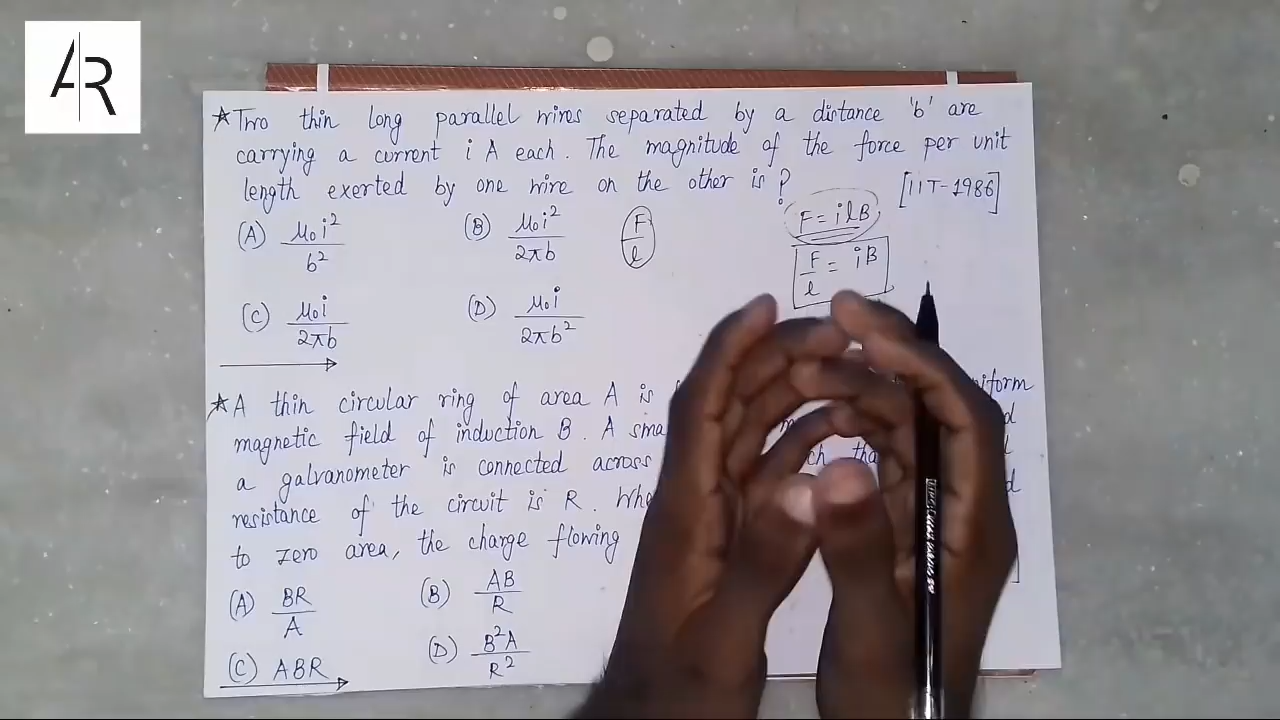 AR
☆ Two thin long parallel wires separated by a distance 'b' are
carrying a current i A each. The magnitude of the force per unit
length exerted by one wire on the other is ?
[IIT-1986]
(A) μ₀i² / b²
(B) μ₀i² / 2πb
F / l
F = ilB
F / l = iB
(C) μ₀i / 2πb
(D) μ₀i / 2πb²
☆ A thin circular ring of area A is
magnetic field of induction B. A
a galvanometer is connected across
resistance of the circuit is R.
to zero area, the charge flowing
(A) BR / A
(B) AB / R
(C) ABR
(D) B²A / R²